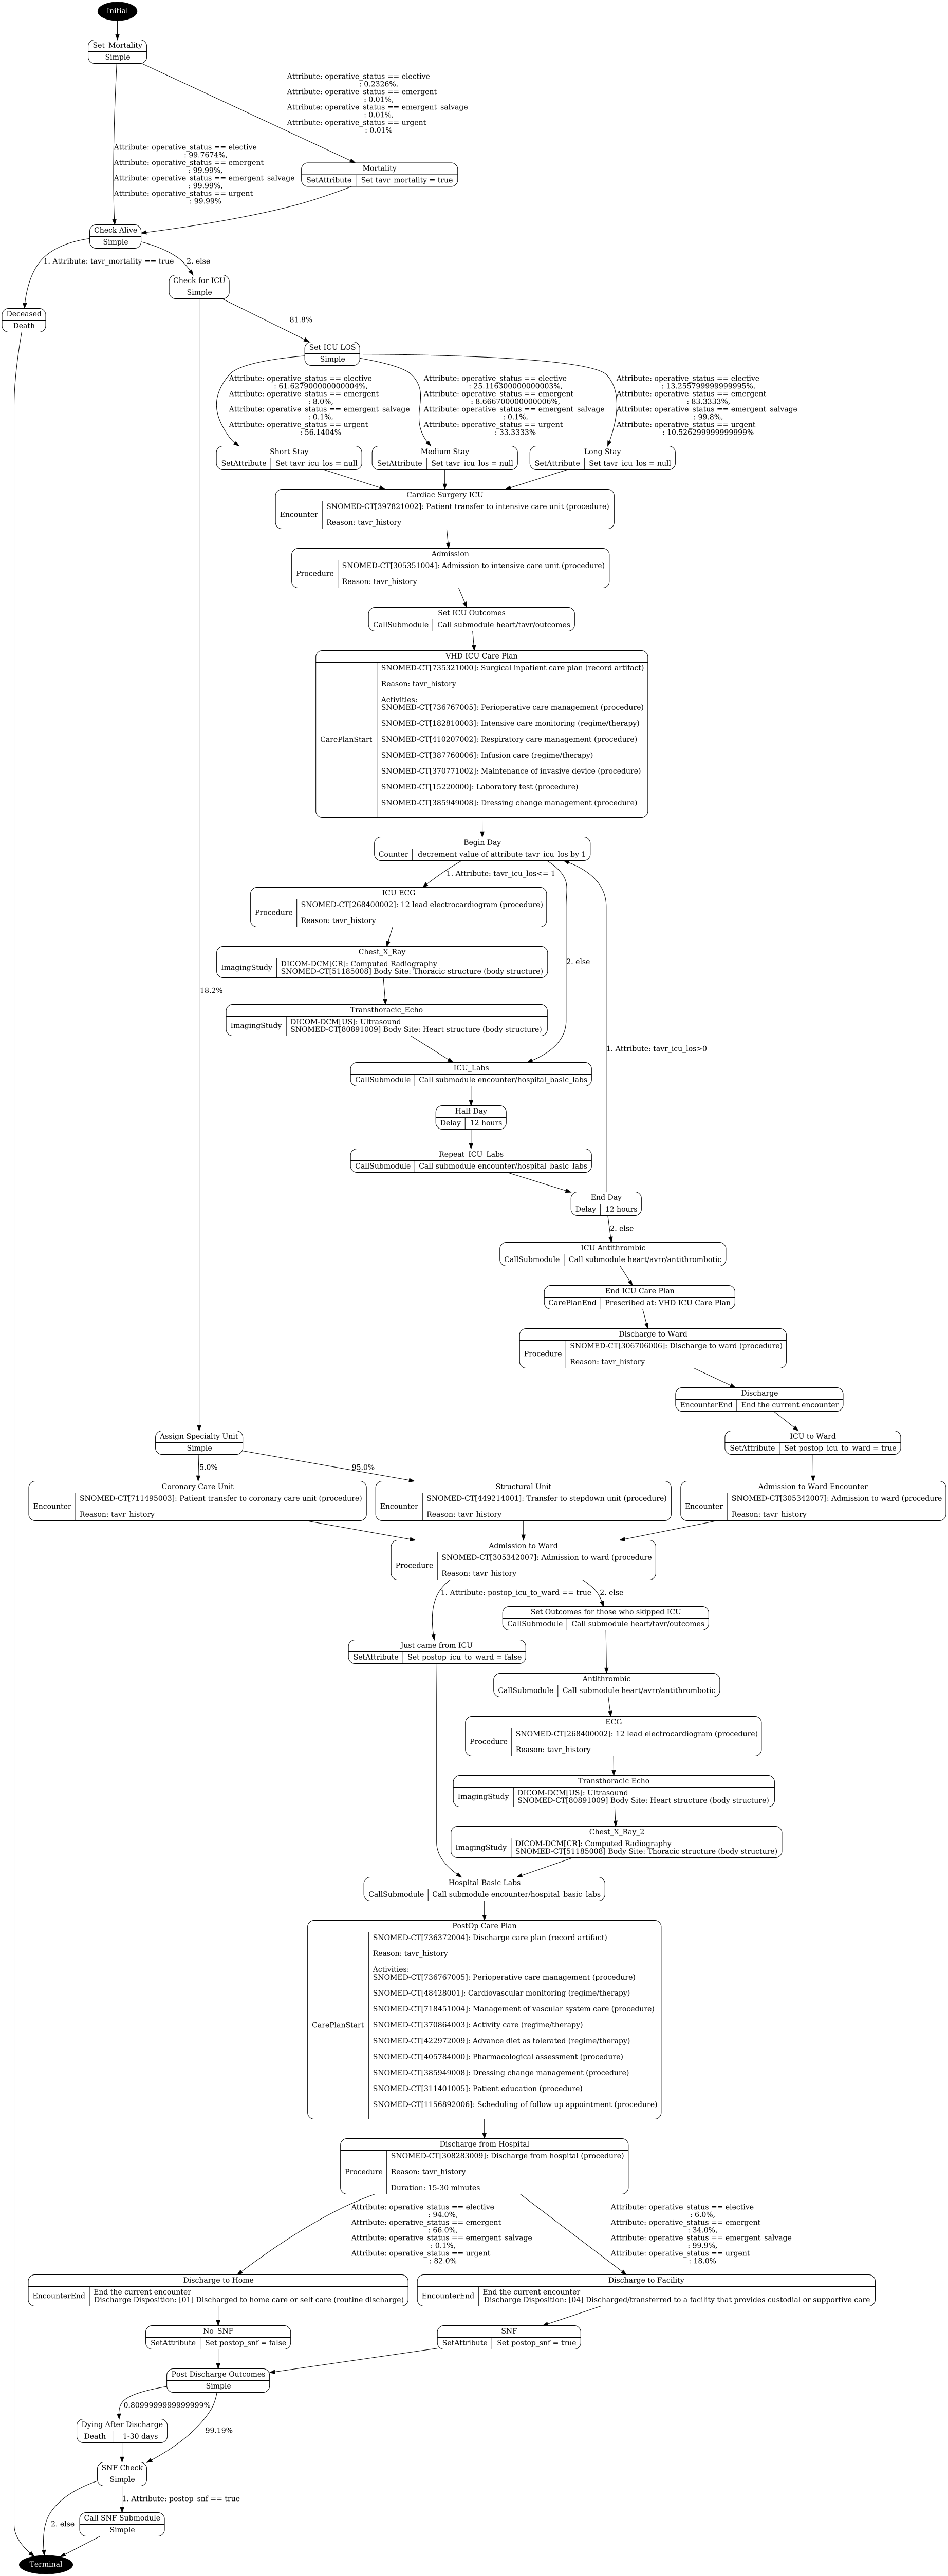 Initial
Set_Mortality
Simple
Attribute: operative_status == elective
: 0.2326%,
Attribute: operative_status == emergent
: 0.01%,
Attribute: operative_status == emergent_salvage
: 0.01%,
Attribute: operative_status == urgent
: 0.01%
Attribute: operative_status == elective
: 99.7674%,
Attribute: operative_status == emergent
: 99.99%,
Attribute: operative_status == emergent_salvage
: 99.99%,
Attribute: operative_status == urgent
: 99.99%
Mortality
SetAttribute Set tavr_mortality = true
Check Alive
Simple
1. Attribute: tavr_mortality == true
2. else
Check for ICU
Simple
Deceased
Death
81.8%
Set ICU LOS
Simple
Attribute: operative_status == elective
: 61.627900000000004%,
Attribute: operative_status == emergent
: 8.0%,
Attribute: operative_status == emergent_salvage
: 0.1%,
Attribute: operative_status == urgent
: 56.1404%
Attribute: operative_status == elective
: 25.116300000000003%,
Attribute: operative_status == emergent
: 8.666700000000006%,
Attribute: operative_status == emergent_salvage
: 0.1%,
Attribute: operative_status == urgent
: 33.3333%
Attribute: operative_status == elective
: 13.255799999999995%,
Attribute: operative_status == emergent
: 83.3333%,
Attribute: operative_status == emergent_salvage
: 99.8%,
Attribute: operative_status == urgent
: 10.526299999999999%
Short Stay
SetAttribute Set tavr_icu_los = null
Medium Stay
SetAttribute Set tavr_icu_los = null
Long Stay
SetAttribute Set tavr_icu_los = null
Cardiac Surgery ICU
Encounter
SNOMED-CT[397821002]: Patient transfer to intensive care unit (procedure)
Reason: tavr_history
Admission
Procedure
SNOMED-CT[305351004]: Admission to intensive care unit (procedure)
Reason: tavr_history
Set ICU Outcomes
CallSubmodule Call submodule heart/tavr/outcomes
VHD ICU Care Plan
CarePlanStart
SNOMED-CT[735321000]: Surgical inpatient care plan (record artifact)
Reason: tavr_history
Activities:
SNOMED-CT[736767005]: Perioperative care management (procedure)
SNOMED-CT[182810003]: Intensive care monitoring (regime/therapy)
SNOMED-CT[410207002]: Respiratory care management (procedure)
SNOMED-CT[387760006]: Infusion care (regime/therapy)
SNOMED-CT[370771002]: Maintenance of invasive device (procedure)
SNOMED-CT[15220000]: Laboratory test (procedure)
SNOMED-CT[385949008]: Dressing change management (procedure)
Begin Day
Counter decrement value of attribute tavr_icu_los by 1
1. Attribute: tavr_icu_los<= 1
ICU ECG
Procedure
SNOMED-CT[268400002]: 12 lead electrocardiogram (procedure)
Reason: tavr_history
Chest_X_Ray
ImagingStudy
DICOM-DCM[CR]: Computed Radiography
SNOMED-CT[51185008] Body Site: Thoracic structure (body structure)
2. else
18.2%
Transthoracic_Echo
ImagingStudy
DICOM-DCM[US]: Ultrasound
SNOMED-CT[80891009] Body Site: Heart structure (body structure)
1. Attribute: tavr_icu_los>0
ICU_Labs
CallSubmodule Call submodule encounter/hospital_basic_labs
Half Day
Delay 12 hours
Repeat_ICU_Labs
CallSubmodule Call submodule encounter/hospital_basic_labs
End Day
Delay 12 hours
2. else
ICU Antithrombic
CallSubmodule Call submodule heart/avrr/antithrombotic
End ICU Care Plan
CarePlanEnd Prescribed at: VHD ICU Care Plan
Discharge to Ward
Procedure
SNOMED-CT[306706006]: Discharge to ward (procedure)
Reason: tavr_history
Discharge
EncounterEnd End the current encounter
Assign Specialty Unit
Simple
ICU to Ward
SetAttribute Set postop_icu_to_ward = true
5.0%
95.0%
Coronary Care Unit
Encounter
SNOMED-CT[711495003]: Patient transfer to coronary care unit (procedure)
Reason: tavr_history
Structural Unit
Encounter
SNOMED-CT[449214001]: Transfer to stepdown unit (procedure)
Reason: tavr_history
Admission to Ward Encounter
Encounter
SNOMED-CT[305342007]: Admission to ward (procedure
Reason: tavr_history
Admission to Ward
Procedure
SNOMED-CT[305342007]: Admission to ward (procedure
Reason: tavr_history
1. Attribute: postop_icu_to_ward == true
2. else
Set Outcomes for those who skipped ICU
CallSubmodule Call submodule heart/tavr/outcomes
Just came from ICU
SetAttribute Set postop_icu_to_ward = false
Antithrombic
CallSubmodule Call submodule heart/avrr/antithrombotic
ECG
Procedure
SNOMED-CT[268400002]: 12 lead electrocardiogram (procedure)
Reason: tavr_history
Transthoracic Echo
ImagingStudy
DICOM-DCM[US]: Ultrasound
SNOMED-CT[80891009] Body Site: Heart structure (body structure)
Chest_X_Ray_2
ImagingStudy
DICOM-DCM[CR]: Computed Radiography
SNOMED-CT[51185008] Body Site: Thoracic structure (body structure)
Hospital Basic Labs
CallSubmodule Call submodule encounter/hospital_basic_labs
PostOp Care Plan
CarePlanStart
SNOMED-CT[736372004]: Discharge care plan (record artifact)
Reason: tavr_history
Activities:
SNOMED-CT[736767005]: Perioperative care management (procedure)
SNOMED-CT[48428001]: Cardiovascular monitoring (regime/therapy)
SNOMED-CT[718451004]: Management of vascular system care (procedure)
SNOMED-CT[370864003]: Activity care (regime/therapy)
SNOMED-CT[422972009]: Advance diet as tolerated (regime/therapy)
SNOMED-CT[405784000]: Pharmacological assessment (procedure)
SNOMED-CT[385949008]: Dressing change management (procedure)
SNOMED-CT[311401005]: Patient education (procedure)
SNOMED-CT[1156892006]: Scheduling of follow up appointment (procedure)
Discharge from Hospital
Procedure
SNOMED-CT[308283009]: Discharge from hospital (procedure)
Reason: tavr_history
Duration: 15-30 minutes
Attribute: operative_status == elective
: 94.0%,
Attribute: operative_status == emergent
: 66.0%,
Attribute: operative_status == emergent_salvage
: 0.1%,
Attribute: operative_status == urgent
: 82.0%
Attribute: operative_status == elective
: 6.0%,
Attribute: operative_status == emergent
: 34.0%,
Attribute: operative_status == emergent_salvage
: 99.9%,
Attribute: operative_status == urgent
: 18.0%
Discharge to Home
EncounterEnd
End the current encounter
Discharge Disposition: [01] Discharged to home care or self care (routine discharge)
Discharge to Facility
EncounterEnd
End the current encounter
Discharge Disposition: [04] Discharged/transferred to a facility that provides custodial or supportive care
No_SNF
SetAttribute Set postop_snf = false
SNF
SetAttribute Set postop_snf = true
Post Discharge Outcomes
Simple
0.8099999999999999%
99.19%
Dying After Discharge
Death 1-30 days
SNF Check
Simple
1. Attribute: postop_snf == true
2. else
Call SNF Submodule
Simple
Terminal